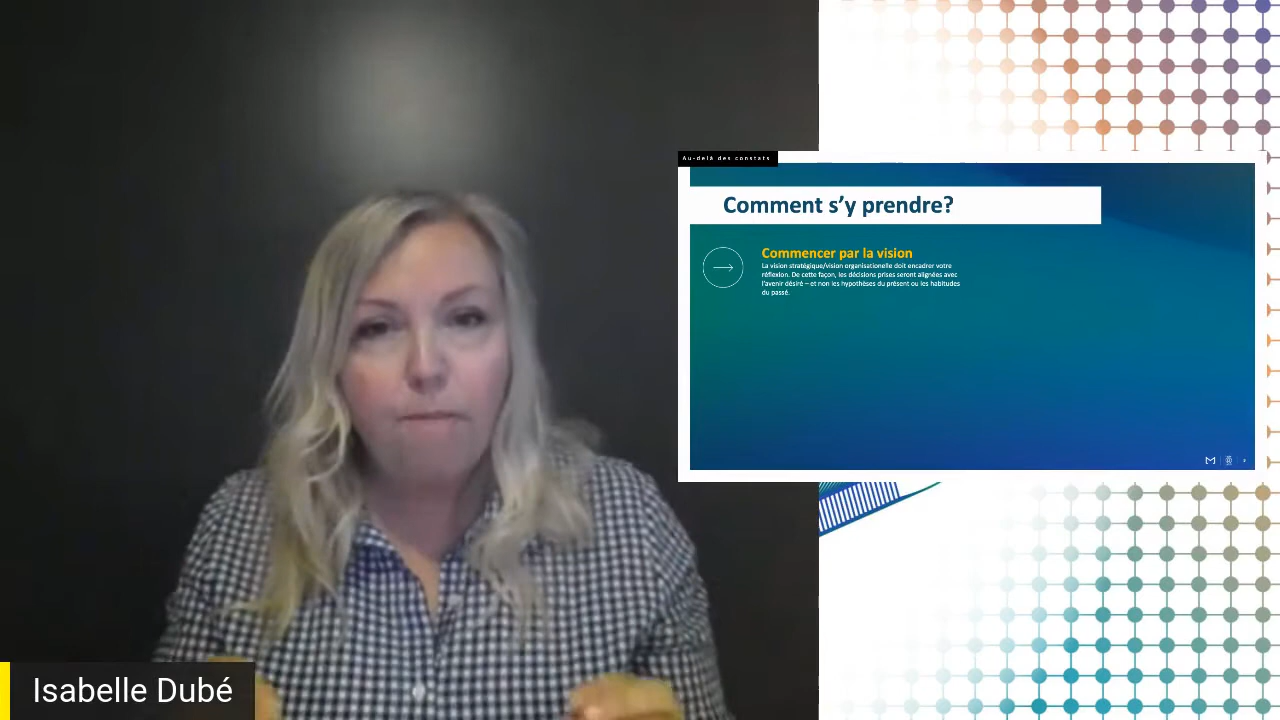 Au-delà des constats
Comment s'y prendre?
Commencer par la vision
La vision stratégique/vision organisationelle doit encadrer votre
réflexion. De cette façon, les décisions prises seront alignées avec
l'avenir désiré – et non les hypothèses du présent ou les habitudes
du passé.
Isabelle Dubé